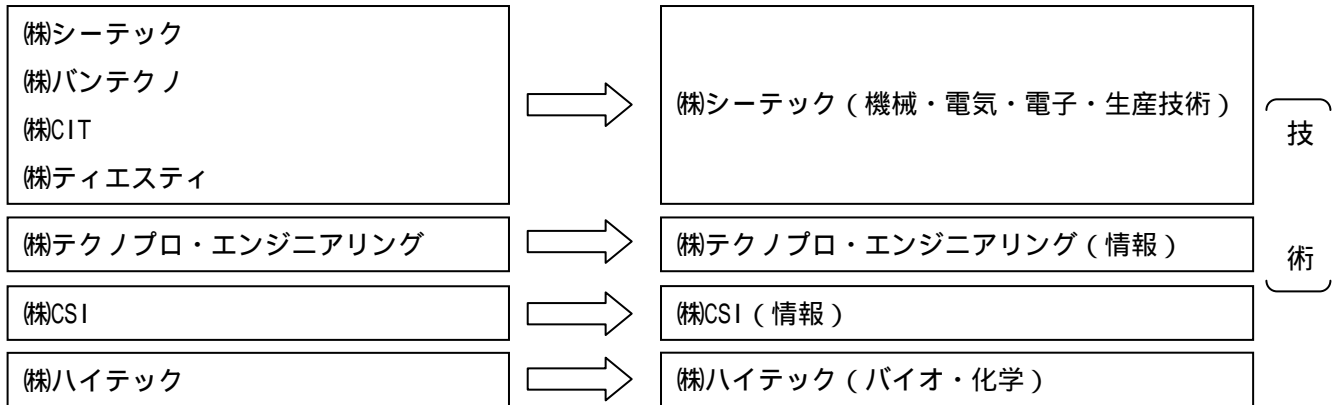 ㈱シーテック
㈱バンテクノ
㈱CIT
㈱ティエスティ
㈱シーテック(機械・電気・電子・生産技術)
㈱テクノプロ・エンジニアリング
㈱テクノプロ・エンジニアリング(情報)
㈱CSI
㈱CSI(情報)
㈱ハイテック
㈱ハイテック(バイオ・化学)
技
術